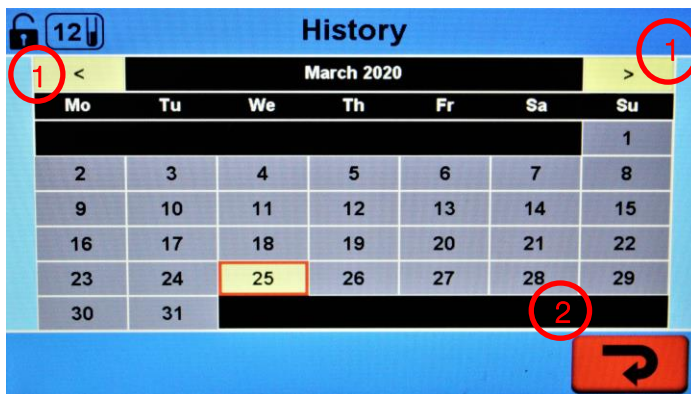 12 History
1
1
< March 2020 >
Mo Tu We Th Fr Sa Su
1
2 3 4 5 6 7 8
9 10 11 12 13 14 15
16 17 18 19 20 21 22
23 24 25 26 27 28 29
30 31
2